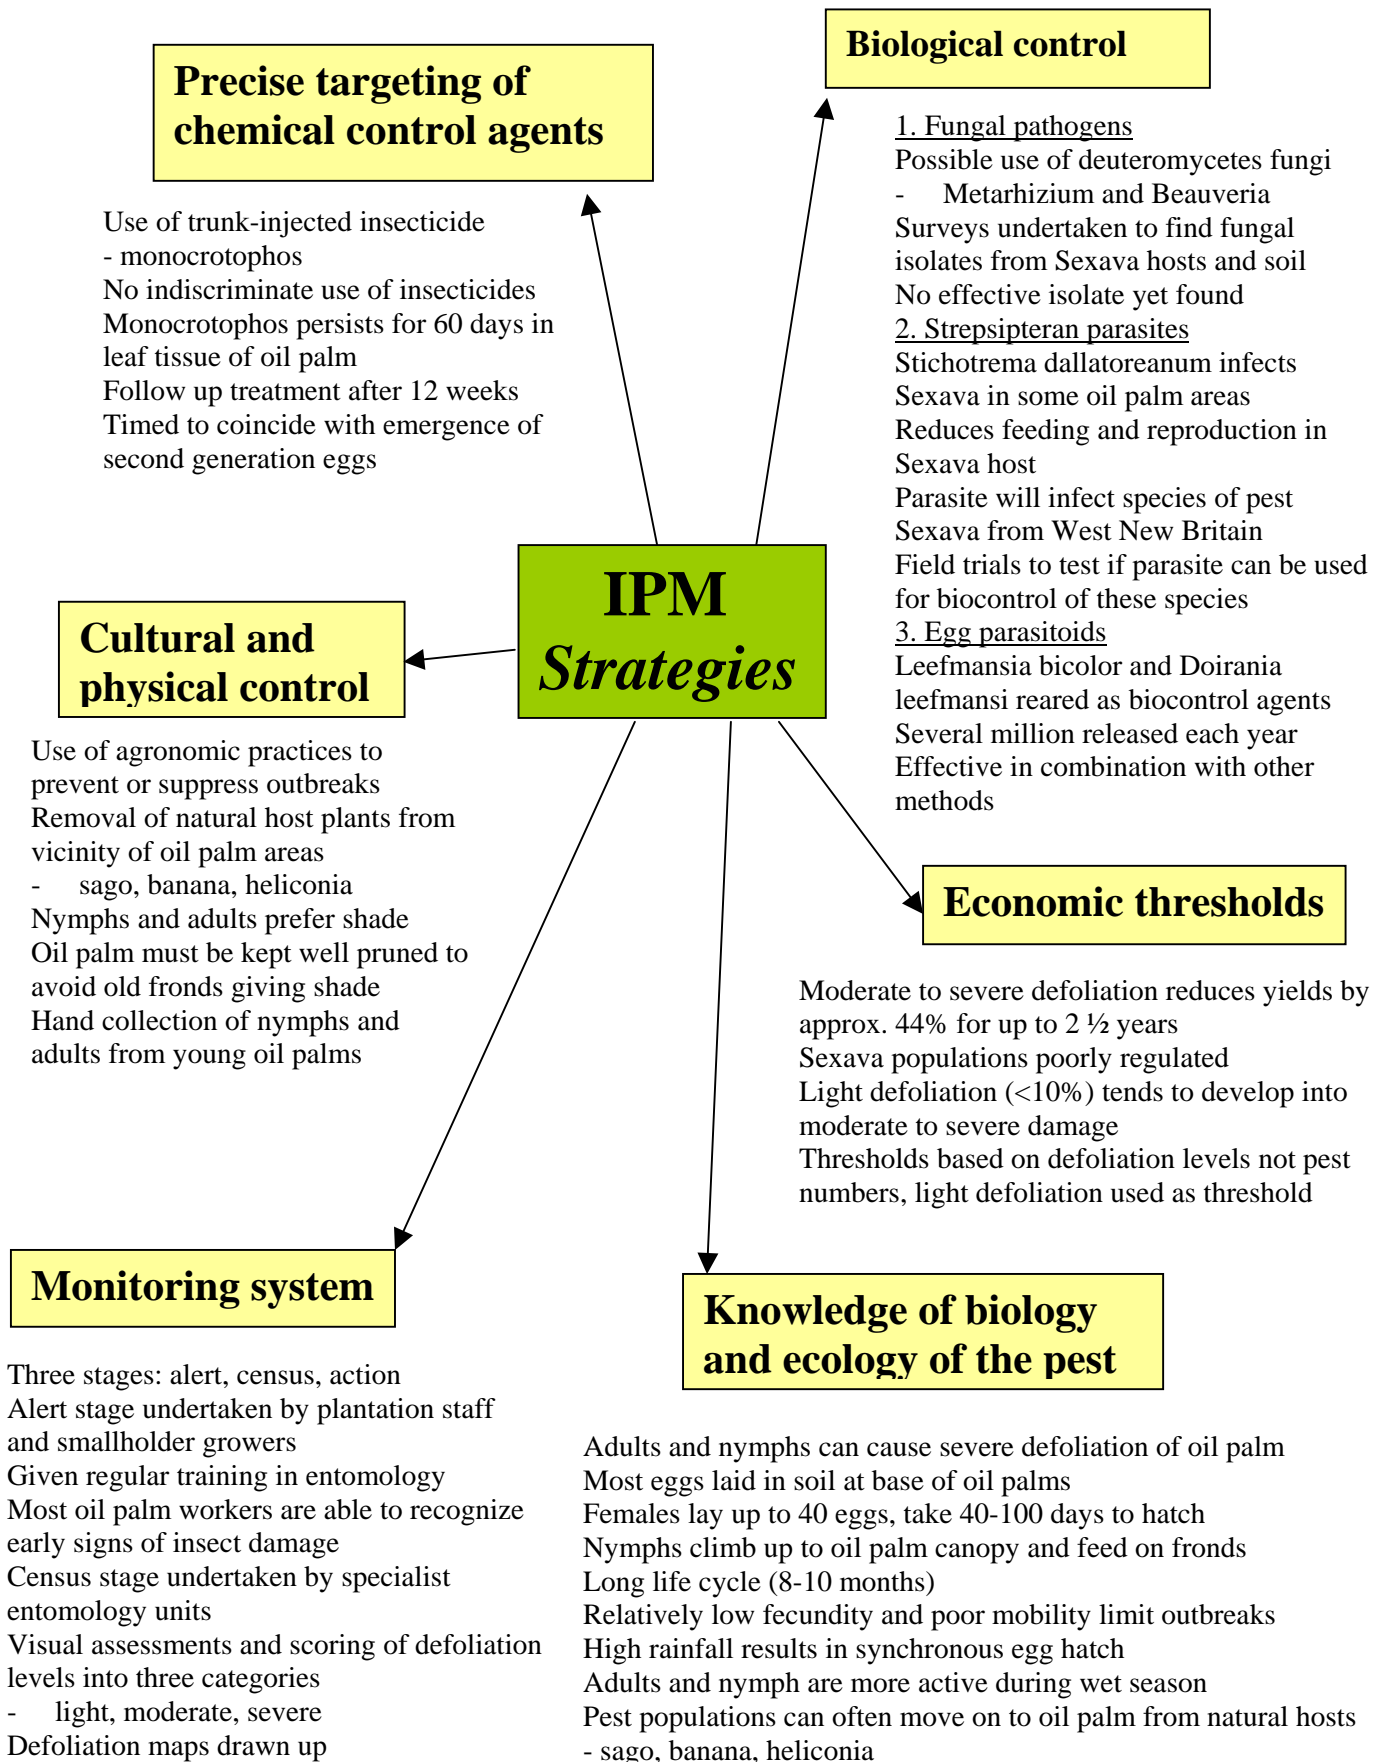 Precise targeting of
chemical control agents
Use of trunk-injected insecticide
- monocrotophos
No indiscriminate use of insecticides
Monocrotophos persists for 60 days in
leaf tissue of oil palm
Follow up treatment after 12 weeks
Timed to coincide with emergence of
second generation eggs
Biological control
1. Fungal pathogens
Possible use of deuteromycetes fungi
- Metarhizium and Beauveria
Surveys undertaken to find fungal
isolates from Sexava hosts and soil
No effective isolate yet found
2. Strepsipteran parasites
Stichotrema dallatoreanum infects
Sexava in some oil palm areas
Reduces feeding and reproduction in
Sexava host
Parasite will infect species of pest
Sexava from West New Britain
Field trials to test if parasite can be used
for biocontrol of these species
3. Egg parasitoids
Leefmansia bicolor and Doirania
leefmansi reared as biocontrol agents
Several million released each year
Effective in combination with other
methods
IPM
Strategies
Cultural and
physical control
Use of agronomic practices to
prevent or suppress outbreaks
Removal of natural host plants from
vicinity of oil palm areas
- sago, banana, heliconia
Nymphs and adults prefer shade
Oil palm must be kept well pruned to
avoid old fronds giving shade
Hand collection of nymphs and
adults from young oil palms
Economic thresholds
Moderate to severe defoliation reduces yields by
approx. 44% for up to 2 ½ years
Sexava populations poorly regulated
Light defoliation (<10%) tends to develop into
moderate to severe damage
Thresholds based on defoliation levels not pest
numbers, light defoliation used as threshold
Monitoring system
Three stages: alert, census, action
Alert stage undertaken by plantation staff
and smallholder growers
Given regular training in entomology
Most oil palm workers are able to recognize
early signs of insect damage
Census stage undertaken by specialist
entomology units
Visual assessments and scoring of defoliation
levels into three categories
- light, moderate, severe
Defoliation maps drawn up
Knowledge of biology
and ecology of the pest
Adults and nymphs can cause severe defoliation of oil palm
Most eggs laid in soil at base of oil palms
Females lay up to 40 eggs, take 40-100 days to hatch
Nymphs climb up to oil palm canopy and feed on fronds
Long life cycle (8-10 months)
Relatively low fecundity and poor mobility limit outbreaks
High rainfall results in synchronous egg hatch
Adults and nymph are more active during wet season
Pest populations can often move on to oil palm from natural hosts
- sago, banana, heliconia